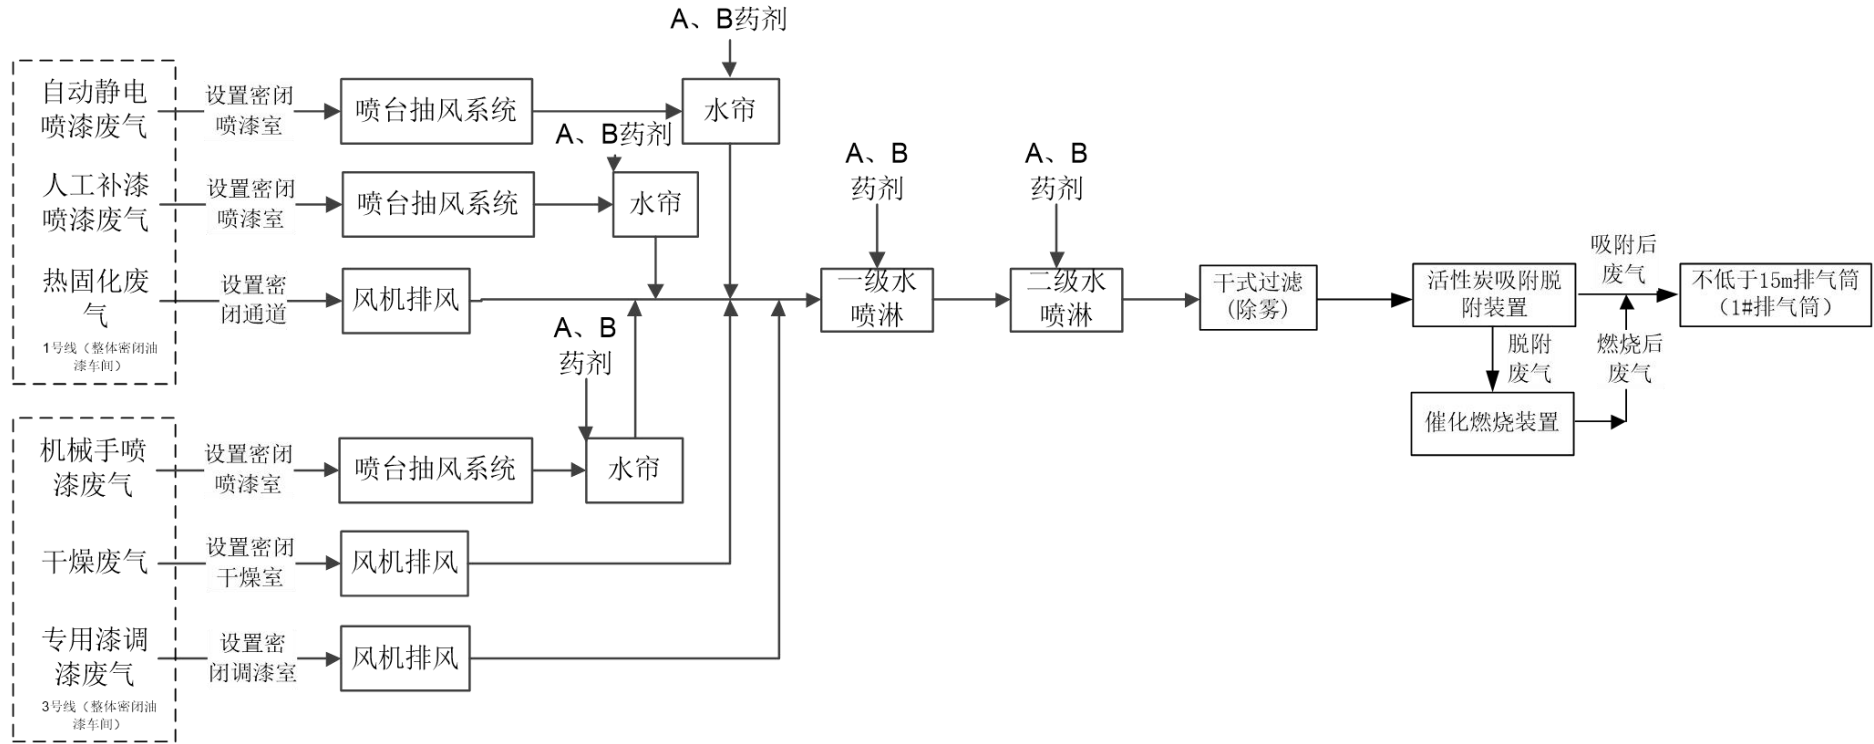 A、B药剂
自动静电
喷漆废气
设置密闭
喷漆室
喷台抽风系统
水帘
A、B药剂
人工补漆
喷漆废气
设置密闭
喷漆室
喷台抽风系统
水帘
热固化废
气
设置密
闭通道
风机排风
1号线（整体密闭油
漆车间）
A、B
药剂
一级水
喷淋
A、B
药剂
二级水
喷淋
干式过滤
(除雾)
活性炭吸附脱
附装置
吸附后
废气
不低于15m排气筒
（1#排气筒）
脱附
废气
燃烧后
废气
催化燃烧装置
A、B
药剂
机械手喷
漆废气
设置密闭
喷漆室
喷台抽风系统
水帘
干燥废气
设置密闭
干燥室
风机排风
专用漆调
漆废气
设置密
闭调漆室
风机排风
3号线（整体密闭油
漆车间）